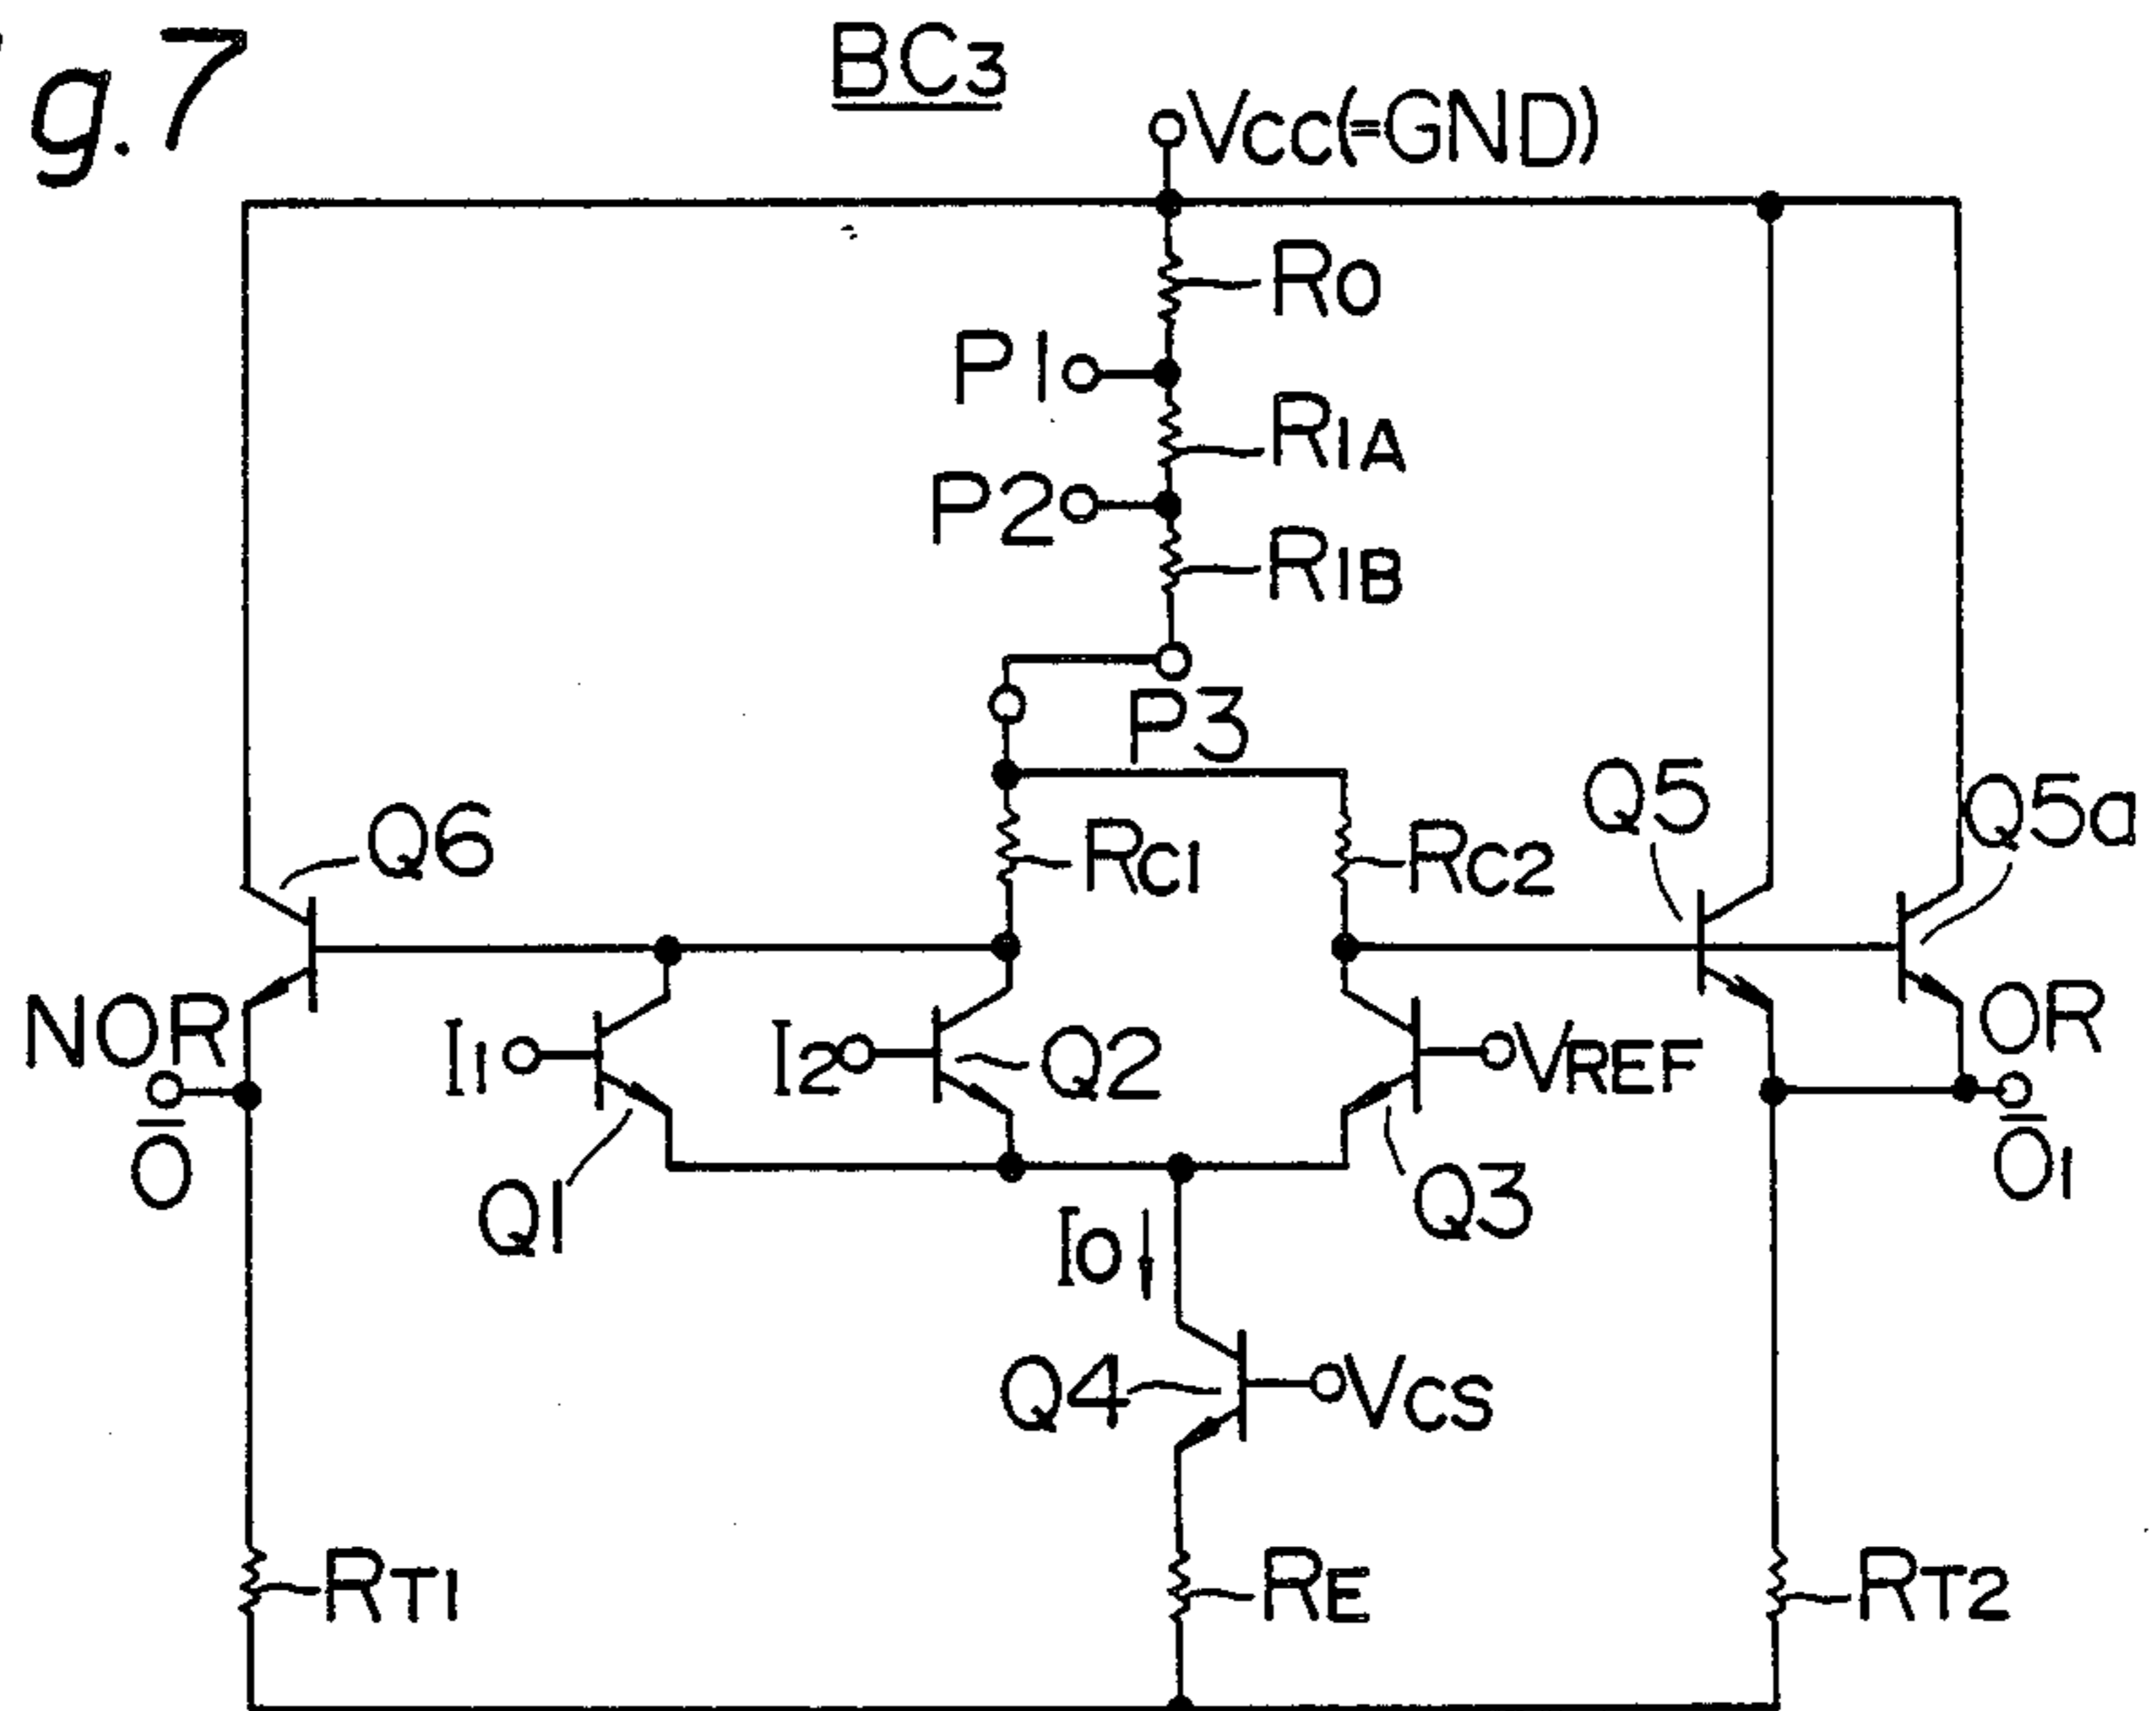 g.7
BC3
VCC(=GND)
R0
P1
R1A
P2
R1B
P3
Q6
RC1
RC2
Q5
Q5a
NOR
I1
I2
Q2
VREF
OR
O̅
Q1
Q3
O̅1
I0
Q4
VCS
RT1
RE
RT2